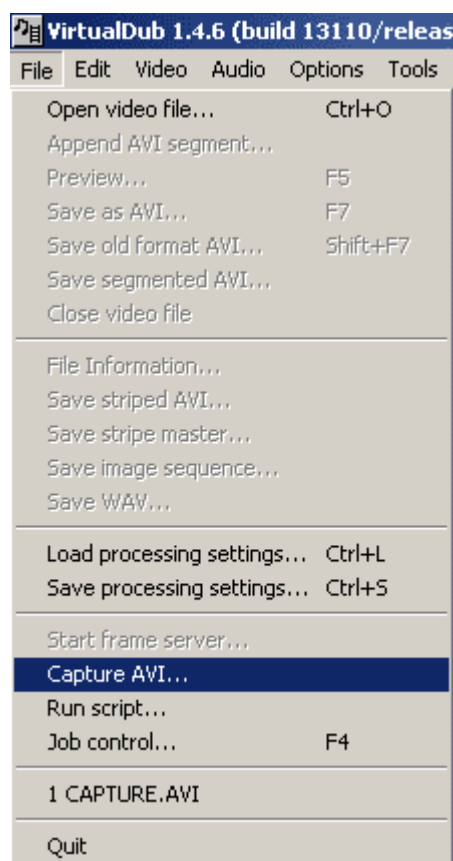 VirtualDub 1.4.6 (build 13110/releas
File Edit Video Audio Options Tools
Open video file... Ctrl+O
Append AVI segment...
Preview... F5
Save as AVI... F7
Save old format AVI... Shift+F7
Save segmented AVI...
Close video file
File Information...
Save striped AVI...
Save stripe master...
Save image sequence...
Save WAV...
Load processing settings... Ctrl+L
Save processing settings... Ctrl+S
Start frame server...
Capture AVI...
Run script...
Job control... F4
1 CAPTURE.AVI
Quit